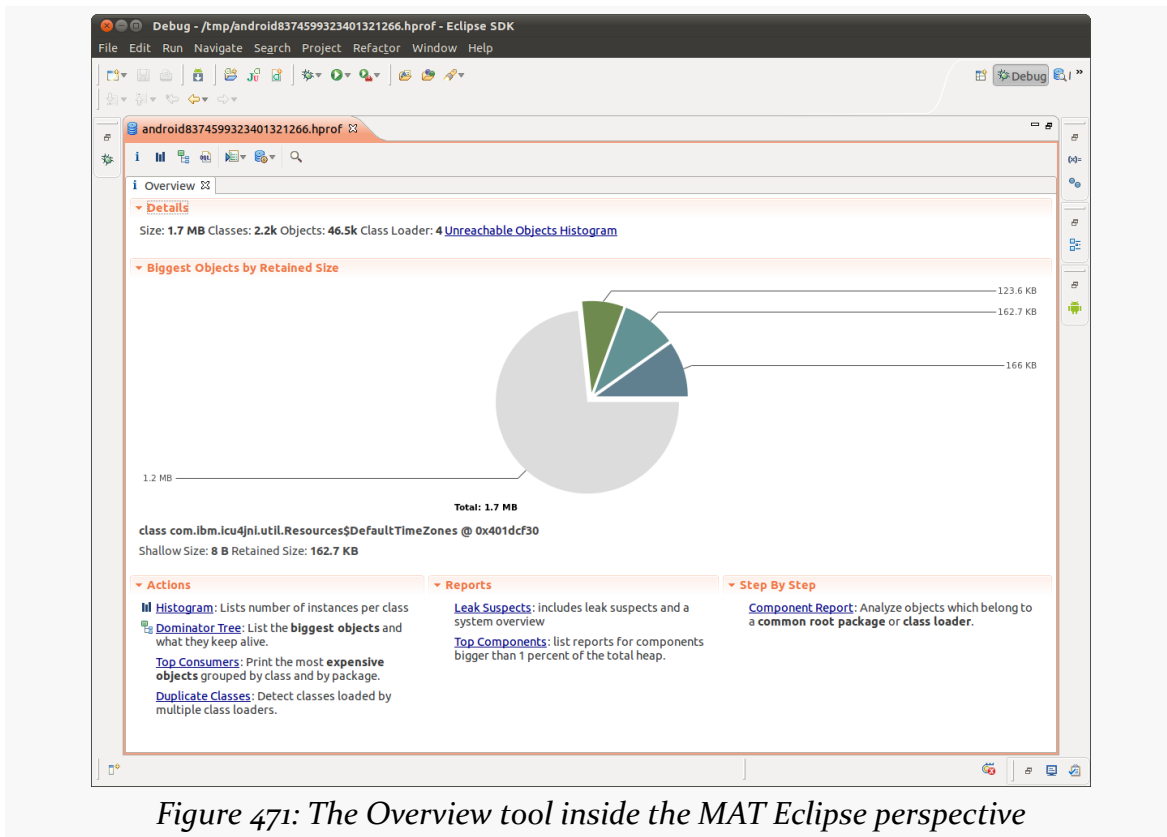 Debug - /tmp/android8374599323401321266.hprof - Eclipse SDK
File Edit Run Navigate Search Project Refactor Window Help
Debug
android8374599323401321266.hprof
i Overview
Details
Size: 1.7 MB Classes: 2.2k Objects: 46.5k Class Loader: 4 Unreachable Objects Histogram
Biggest Objects by Retained Size
123.6 KB
162.7 KB
166 KB
1.2 MB
Total: 1.7 MB
class com.ibm.icu4jni.util.Resources$DefaultTimeZones @ 0x401dcf30
Shallow Size: 8 B Retained Size: 162.7 KB
Actions
Histogram: Lists number of instances per class
Dominator Tree: List the biggest objects and
what they keep alive.
Top Consumers: Print the most expensive
objects grouped by class and by package.
Duplicate Classes: Detect classes loaded by
multiple class loaders.
Reports
Leak Suspects: includes leak suspects and a
system overview
Top Components: list reports for components
bigger than 1 percent of the total heap.
Step By Step
Component Report: Analyze objects which belong to
a common root package or class loader.
Figure 471: The Overview tool inside the MAT Eclipse perspective